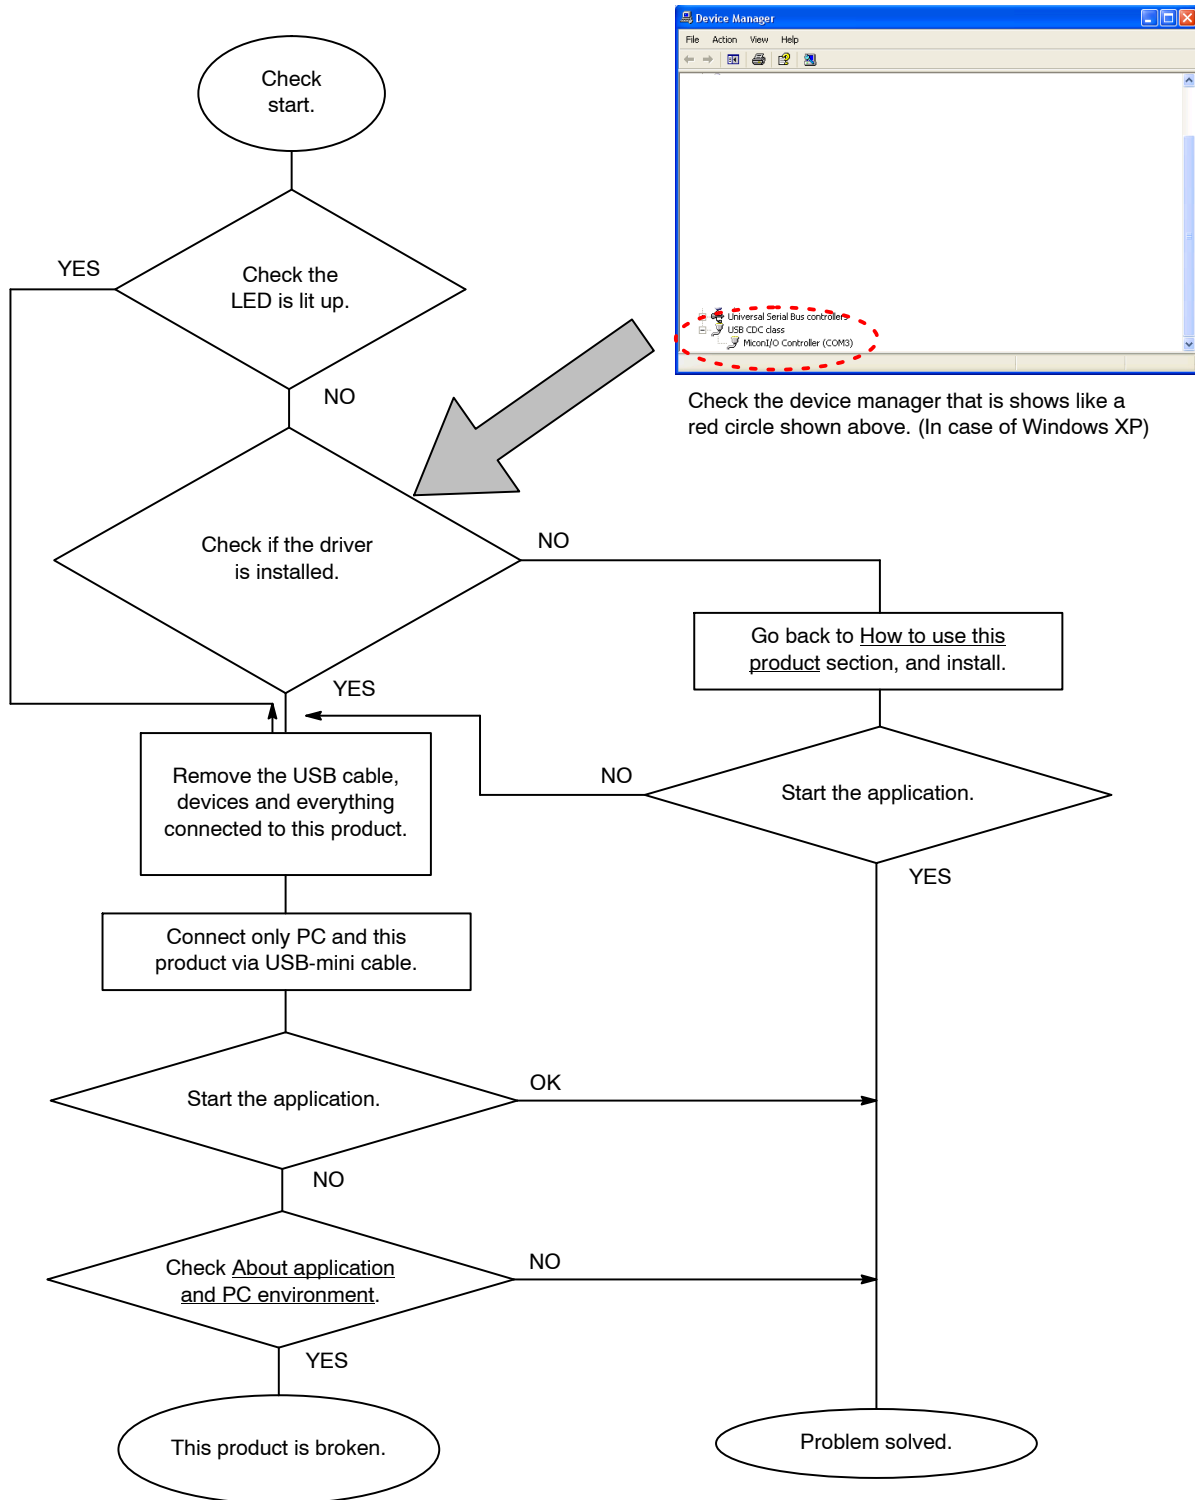 Device Manager
File Action View Help
Universal Serial Bus controllers
USB CDC class
MiconI/O Controller (COM3)
Check the device manager that is shows like a
red circle shown above. (In case of Windows XP)
Check
start.
YES
Check the
LED is lit up.
NO
Check if the driver
is installed.
NO
Go back to How to use this
product section, and install.
YES
Remove the USB cable,
devices and everything
connected to this product.
NO
Start the application.
YES
Connect only PC and this
product via USB-mini cable.
Start the application.
OK
NO
Check About application
and PC environment.
NO
YES
This product is broken.
Problem solved.